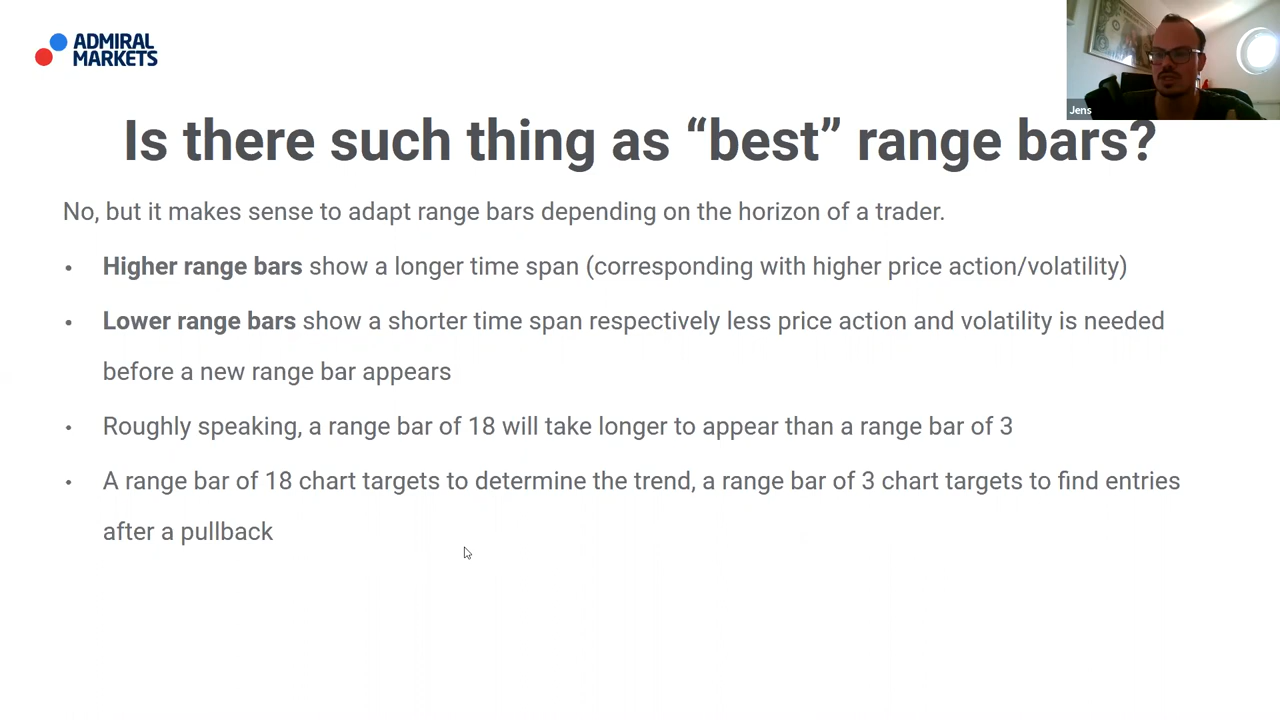 ADMIRAL
MARKETS
Jens
Is there such thing as “best” range bars?
No, but it makes sense to adapt range bars depending on the horizon of a trader.
• Higher range bars show a longer time span (corresponding with higher price action/volatility)
• Lower range bars show a shorter time span respectively less price action and volatility is needed
before a new range bar appears
• Roughly speaking, a range bar of 18 will take longer to appear than a range bar of 3
• A range bar of 18 chart targets to determine the trend, a range bar of 3 chart targets to find entries
after a pullback